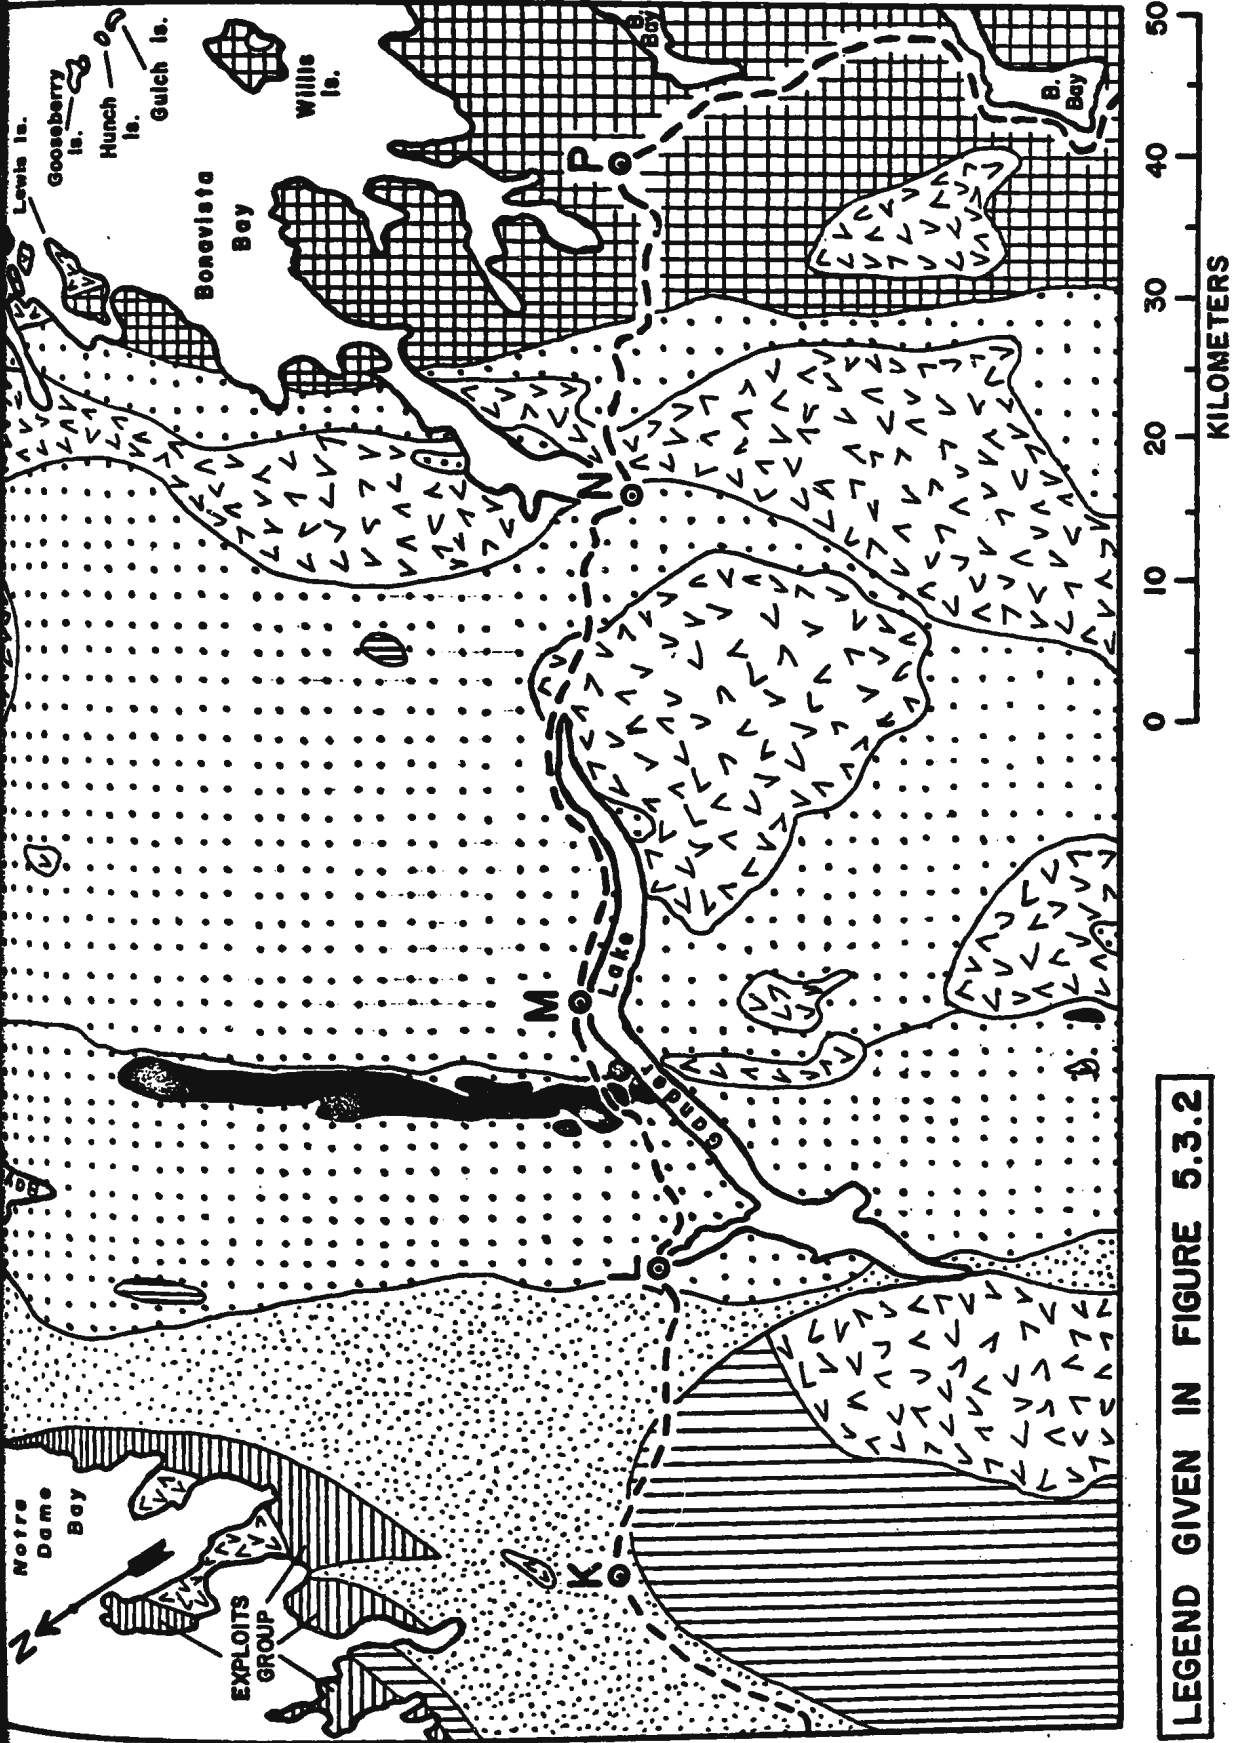 Notre
Dame
Bay
N
EXPLOITS
GROUP
K
L
Bay
M
Gander
Lake
N
P
Lewis Is.
Gooseberry
Is.
Hunch
Is.
Gulch Is.
Willis
Is.
Bonavista
Bay
B.
Bay
B.
Bay
0 10 20 30 40 50
KILOMETERS
LEGEND GIVEN IN FIGURE 5.3.2